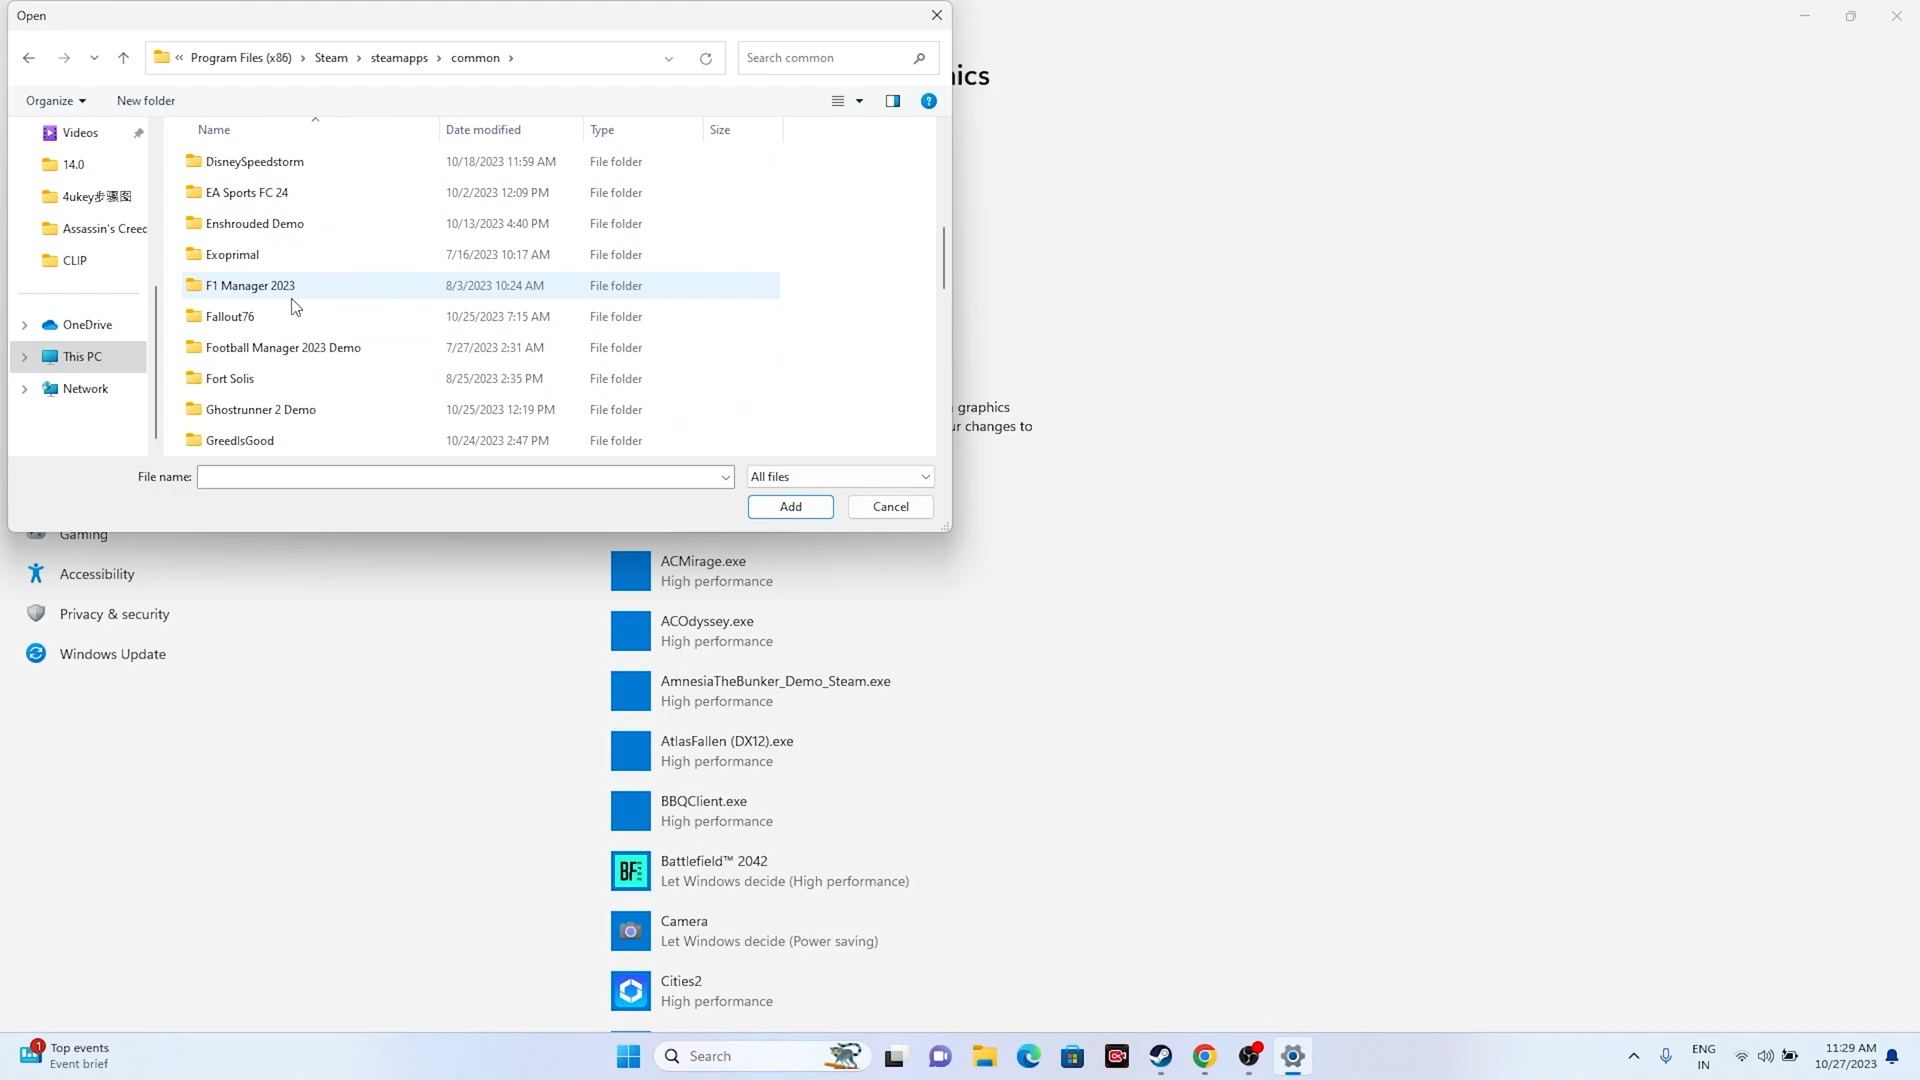 Open
« Program Files (x86) › Steam › steamapps › common ›
Search common
Organize
New folder
Name
Date modified
Type
Size
Videos
14.0
4ukey步骤图
Assassin's Creed
CLIP
OneDrive
This PC
Network
DisneySpeedstorm 10/18/2023 11:59 AM File folder
EA Sports FC 24 10/2/2023 12:09 PM File folder
Enshrouded Demo 10/13/2023 4:40 PM File folder
Exoprimal 7/16/2023 10:17 AM File folder
F1 Manager 2023 8/3/2023 10:24 AM File folder
Fallout76 10/25/2023 7:15 AM File folder
Football Manager 2023 Demo 7/27/2023 2:31 AM File folder
Fort Solis 8/25/2023 2:35 PM File folder
Ghostrunner 2 Demo 10/25/2023 12:19 PM File folder
GreedIsGood 10/24/2023 2:47 PM File folder
File name:
All files
Add
Cancel
ics
graphics
ur changes to
Gaming
Accessibility
Privacy & security
Windows Update
ACMirage.exe
High performance
ACOdyssey.exe
High performance
AmnesiaTheBunker_Demo_Steam.exe
High performance
AtlasFallen (DX12).exe
High performance
BBQClient.exe
High performance
BF
Battlefield™ 2042
Let Windows decide (High performance)
Camera
Let Windows decide (Power saving)
Cities2
High performance
1
Top events
Event brief
Search
ENG
IN
11:29 AM
10/27/2023